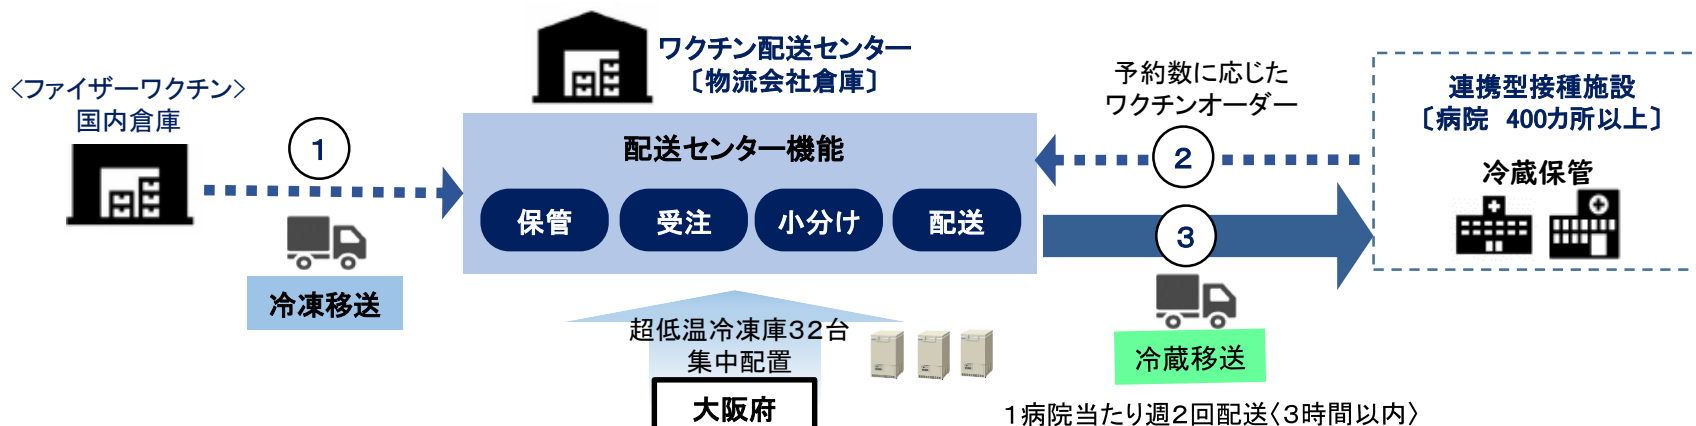 〈ファイザーワクチン〉
国内倉庫
1
冷凍移送
ワクチン配送センター
〔物流会社倉庫〕
配送センター機能
保管
受注
小分け
配送
超低温冷凍庫32台
集中配置
大阪府
予約数に応じた
ワクチンオーダー
2
3
冷蔵移送
1病院当たり週2回配送〈3時間以内〉
連携型接種施設
〔病院 400カ所以上〕
冷蔵保管